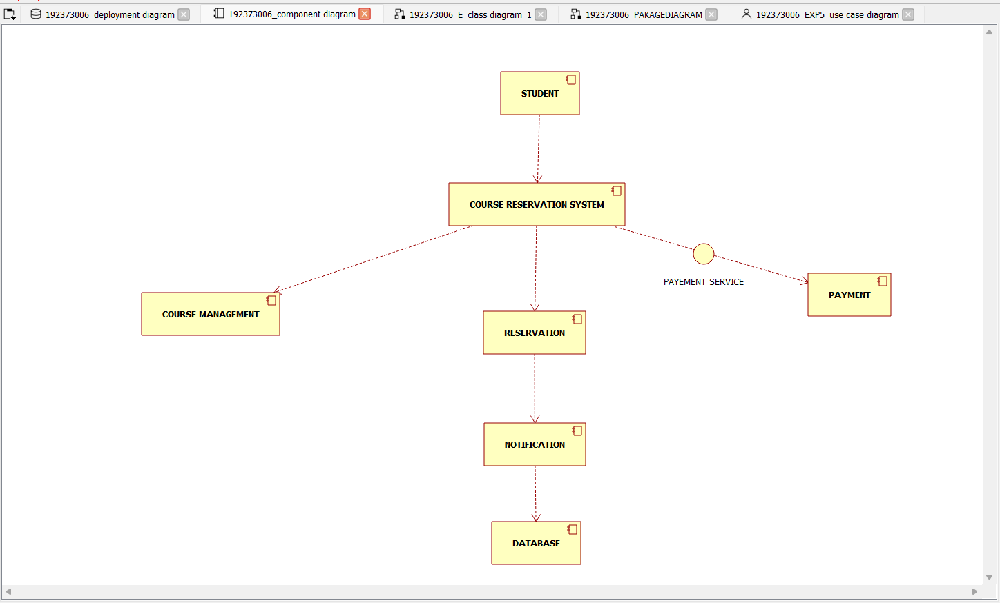 192373006_deployment diagram
192373006_component diagram
192373006_E_class diagram_1
192373006_PAKAGEDIAGRAM
192373006_EXP5_use case diagram
STUDENT
COURSE RESERVATION SYSTEM
PAYEMENT SERVICE
PAYMENT
COURSE MANAGEMENT
RESERVATION
NOTIFICATION
DATABASE